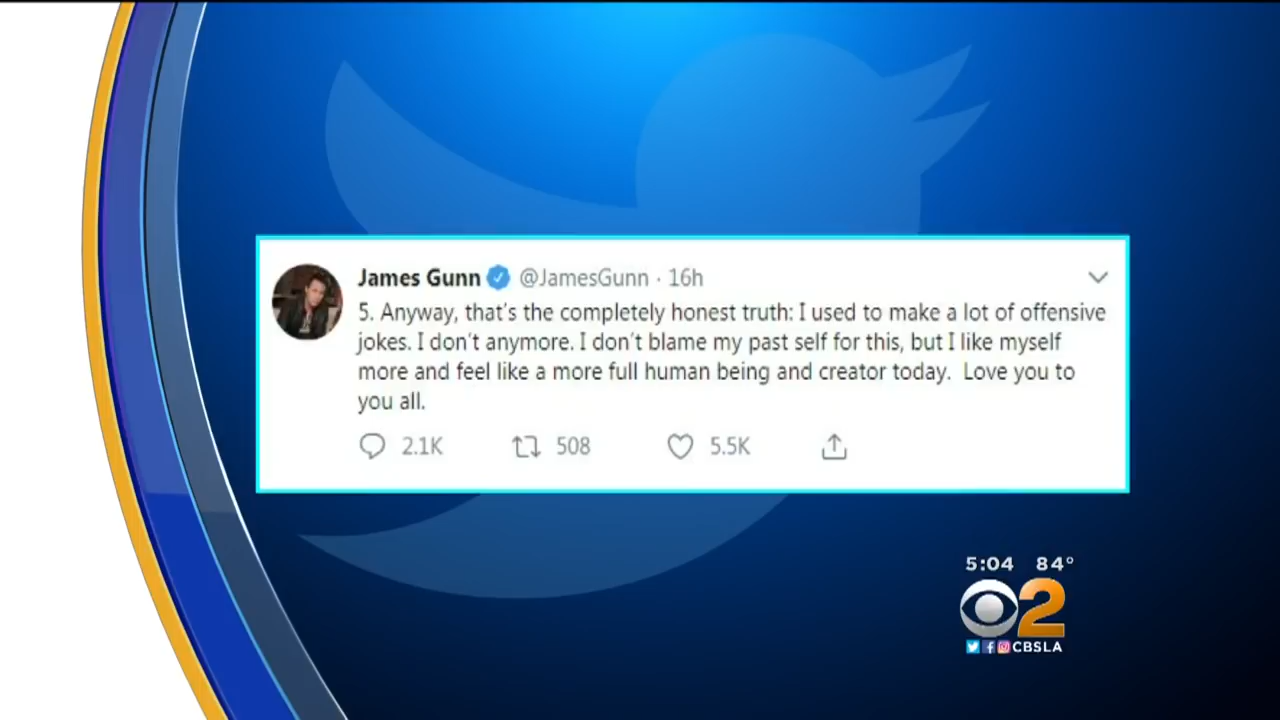 James Gunn @JamesGunn · 16h
5. Anyway, that's the completely honest truth: I used to make a lot of offensive
jokes. I don't anymore. I don't blame my past self for this, but I like myself
more and feel like a more full human being and creator today. Love you to
you all.
2.1K 508 5.5K
5:04 84°
2
CBSLA